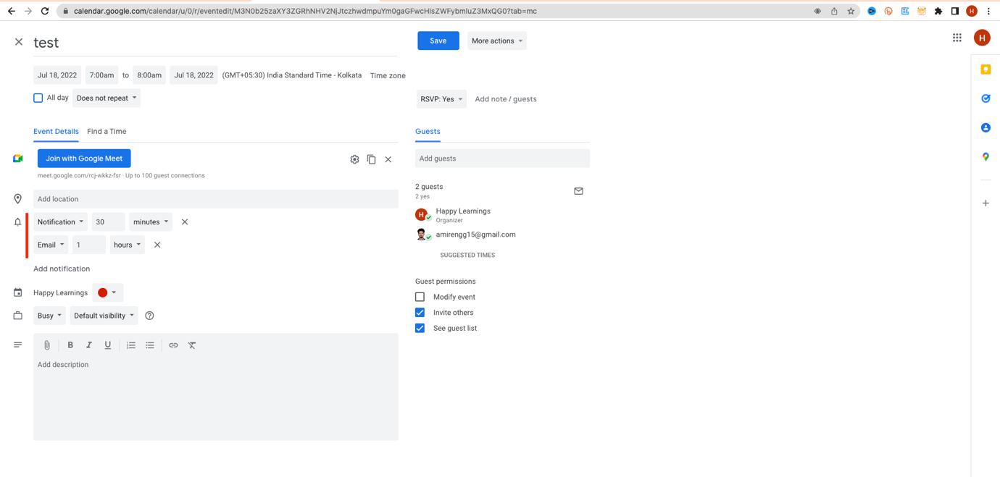 calendar.google.com/calendar/u/0/r/eventedit/M3N0b25zaXY3ZGRhNHV2NjJtczhwdmpuYm0gaGFwcHlsZWFybmluZ3MxQG0?tab=mc
H
test
Save
More actions
H
Jul 18, 2022 7:00am to 8:00am Jul 18, 2022 (GMT+05:30) India Standard Time - Kolkata Time zone
All day Does not repeat
RSVP: Yes Add note / guests
Event Details Find a Time
Guests
Join with Google Meet
meet.google.com/rcj-wkkz-fsr · Up to 100 guest connections
Add location
Notification 30 minutes
Email 1 hours
Add notification
Happy Learnings
Busy Default visibility
B I U
Add description
Add guests
2 guests
2 yes
H Happy Learnings
Organizer
amirengg15@gmail.com
SUGGESTED TIMES
Guest permissions
Modify event
Invite others
See guest list